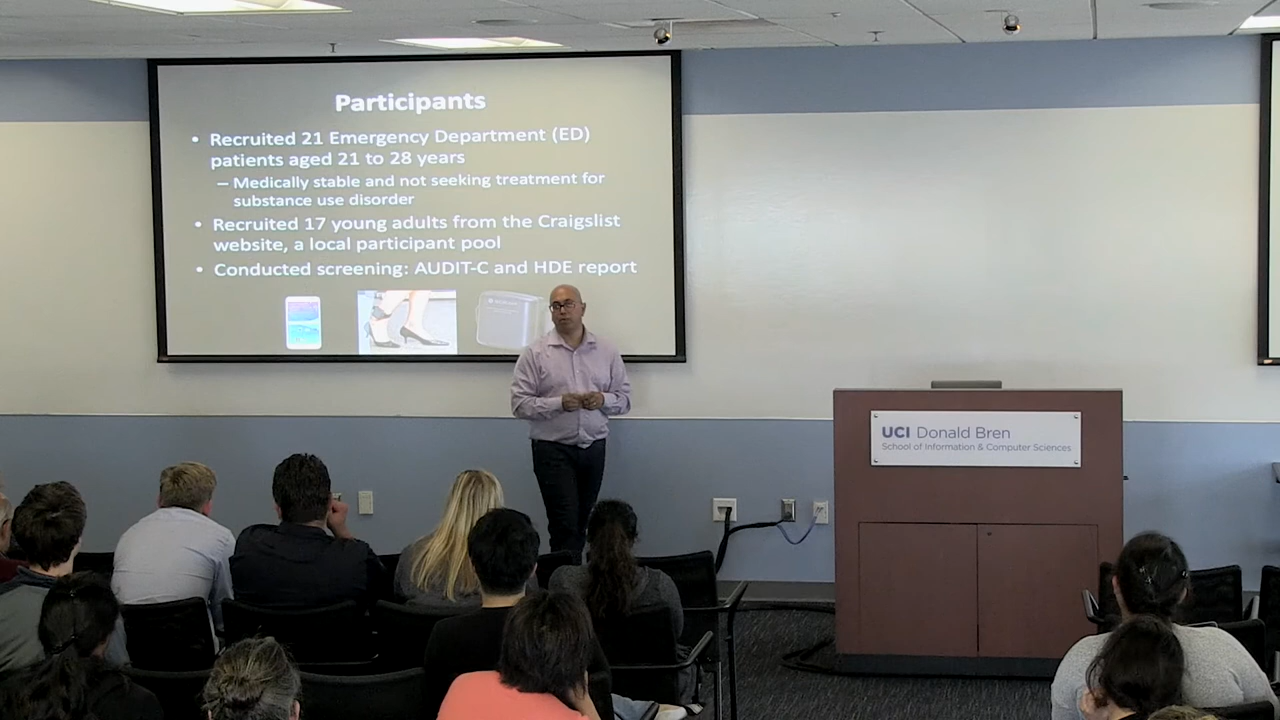 Participants
• Recruited 21 Emergency Department (ED)
patients aged 21 to 28 years
– Medically stable and not seeking treatment for
substance use disorder
• Recruited 17 young adults from the Craigslist
website, a local participant pool
• Conducted screening: AUDIT-C and HDE report
UCI Donald Bren
School of Information & Computer Sciences